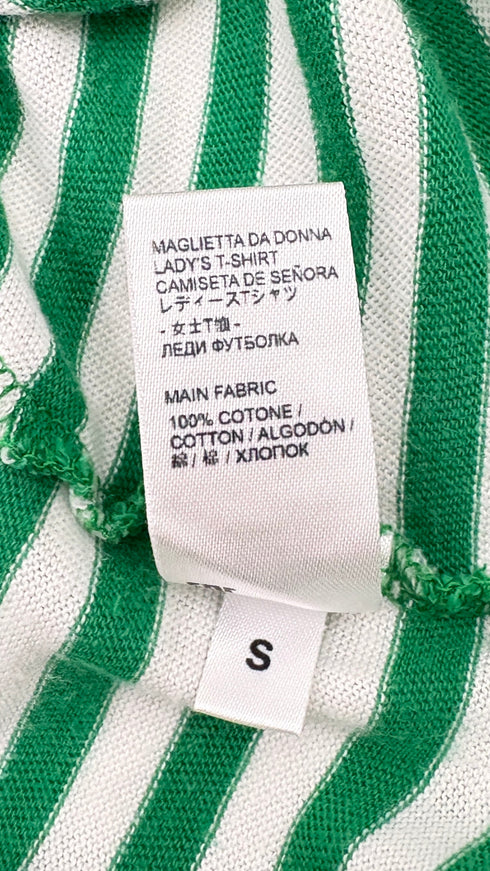 MAGLIETTA DA DONNA
LADY'S T-SHIRT
CAMISETA DE SEÑORA
レディースTシャツ
- 女士T恤 -
ЛЕДИ ФУТБОЛКА
MAIN FABRIC
100% COTONE /
COTTON / ALGODÓN /
綿 / 棉 / ХЛОПОК
S